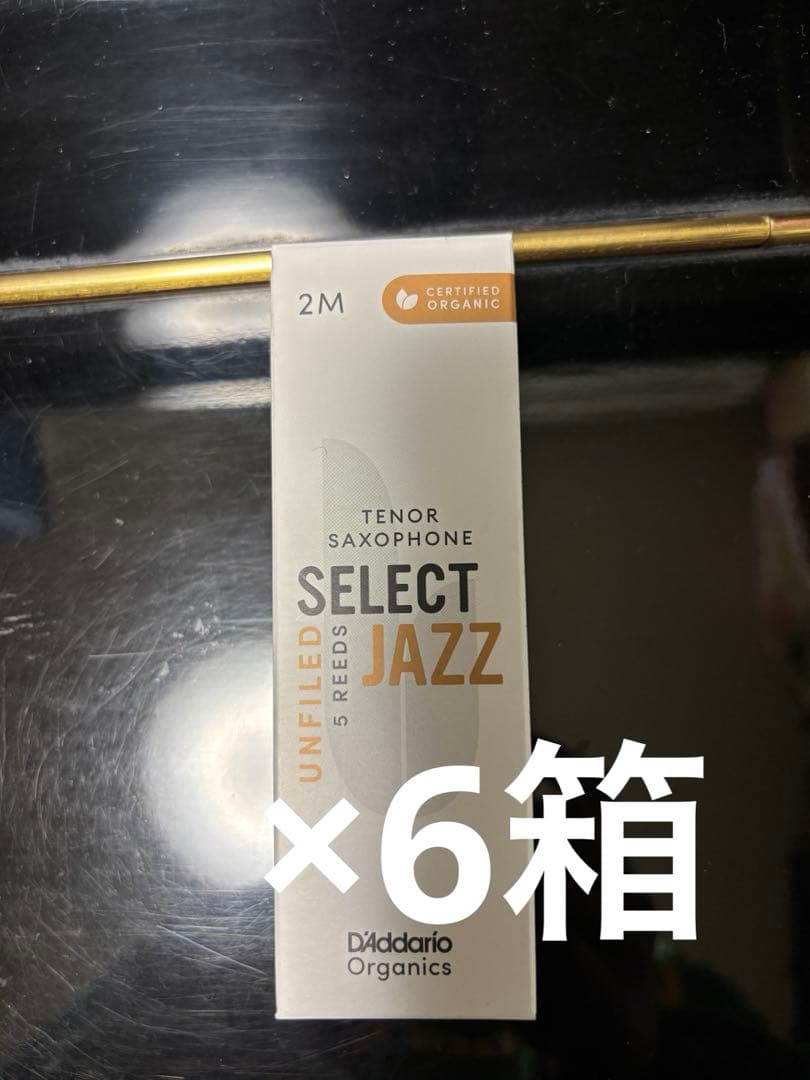 2M
CERTIFIED
ORGANIC
TENOR
SAXOPHONE
SELECT
JAZZ
UNFILED
5 REEDS
×6箱
D'Addario
Organics